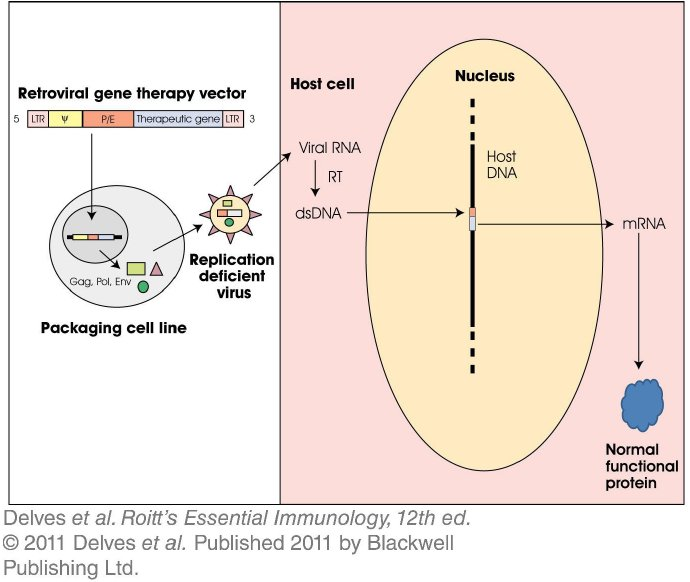 Retroviral gene therapy vector
5 LTR Ψ P/E Therapeutic gene LTR 3
Gag, Pol, Env
Packaging cell line
Replication
deficient
virus
Host cell
Viral RNA
RT
dsDNA
Nucleus
Host
DNA
mRNA
Normal
functional
protein
Delves et al. Roitt's Essential Immunology, 12th ed.
© 2011 Delves et al. Published 2011 by Blackwell
Publishing Ltd.